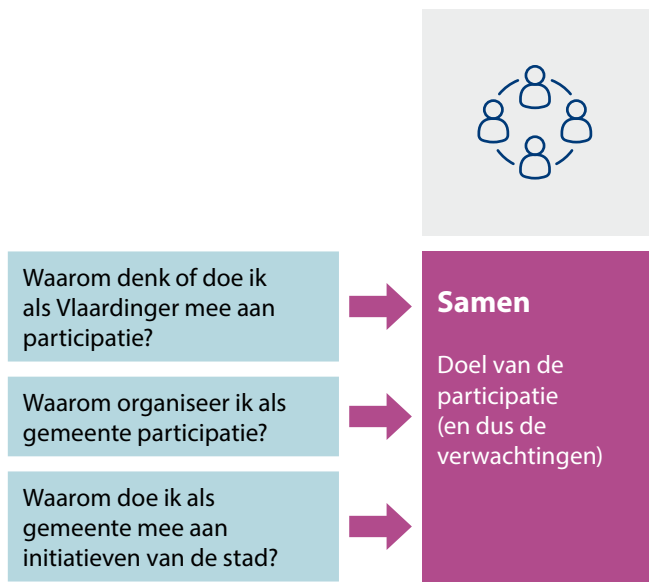 Waarom denk of doe ik
als Vlaardinger mee aan
participatie?
Waarom organiseer ik als
gemeente participatie?
Waarom doe ik als
gemeente mee aan
initiatieven van de stad?
Samen
Doel van de
participatie
(en dus de
verwachtingen)